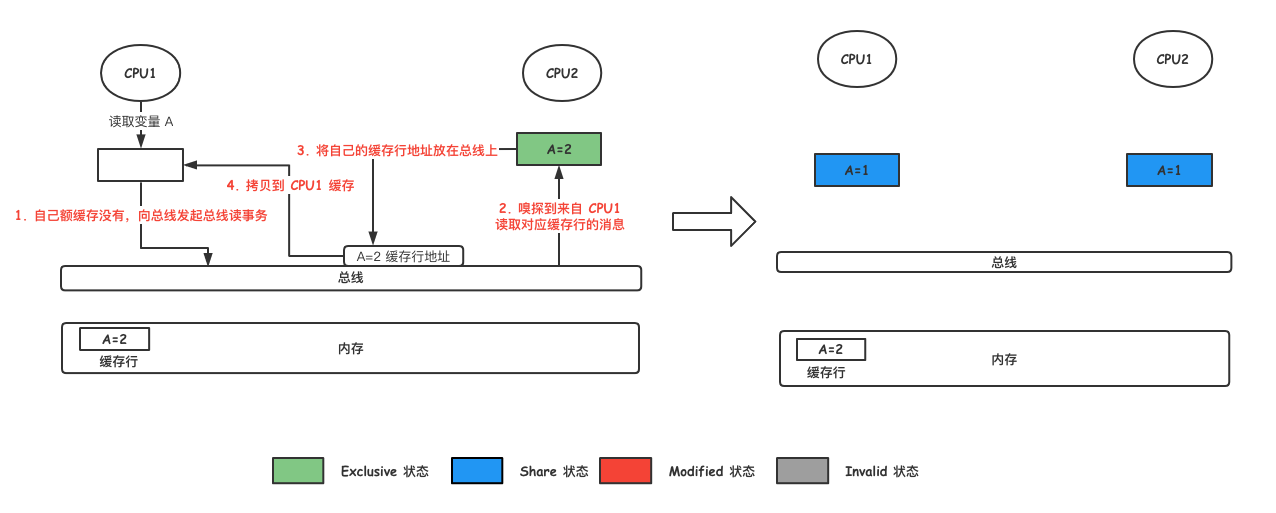 CPU1
CPU2
读取变量 A
3. 将自己的缓存行地址放在总线上
A=2
4. 拷贝到 CPU1 缓存
1. 自己额缓存没有，向总线发起总线读事务
2. 嗅探到来自 CPU1
读取对应缓存行的消息
A=2 缓存行地址
总线
A=2
缓存行
内存
CPU1
CPU2
A=1
A=1
总线
A=2
缓存行
内存
Exclusive 状态
Share 状态
Modified 状态
Invalid 状态